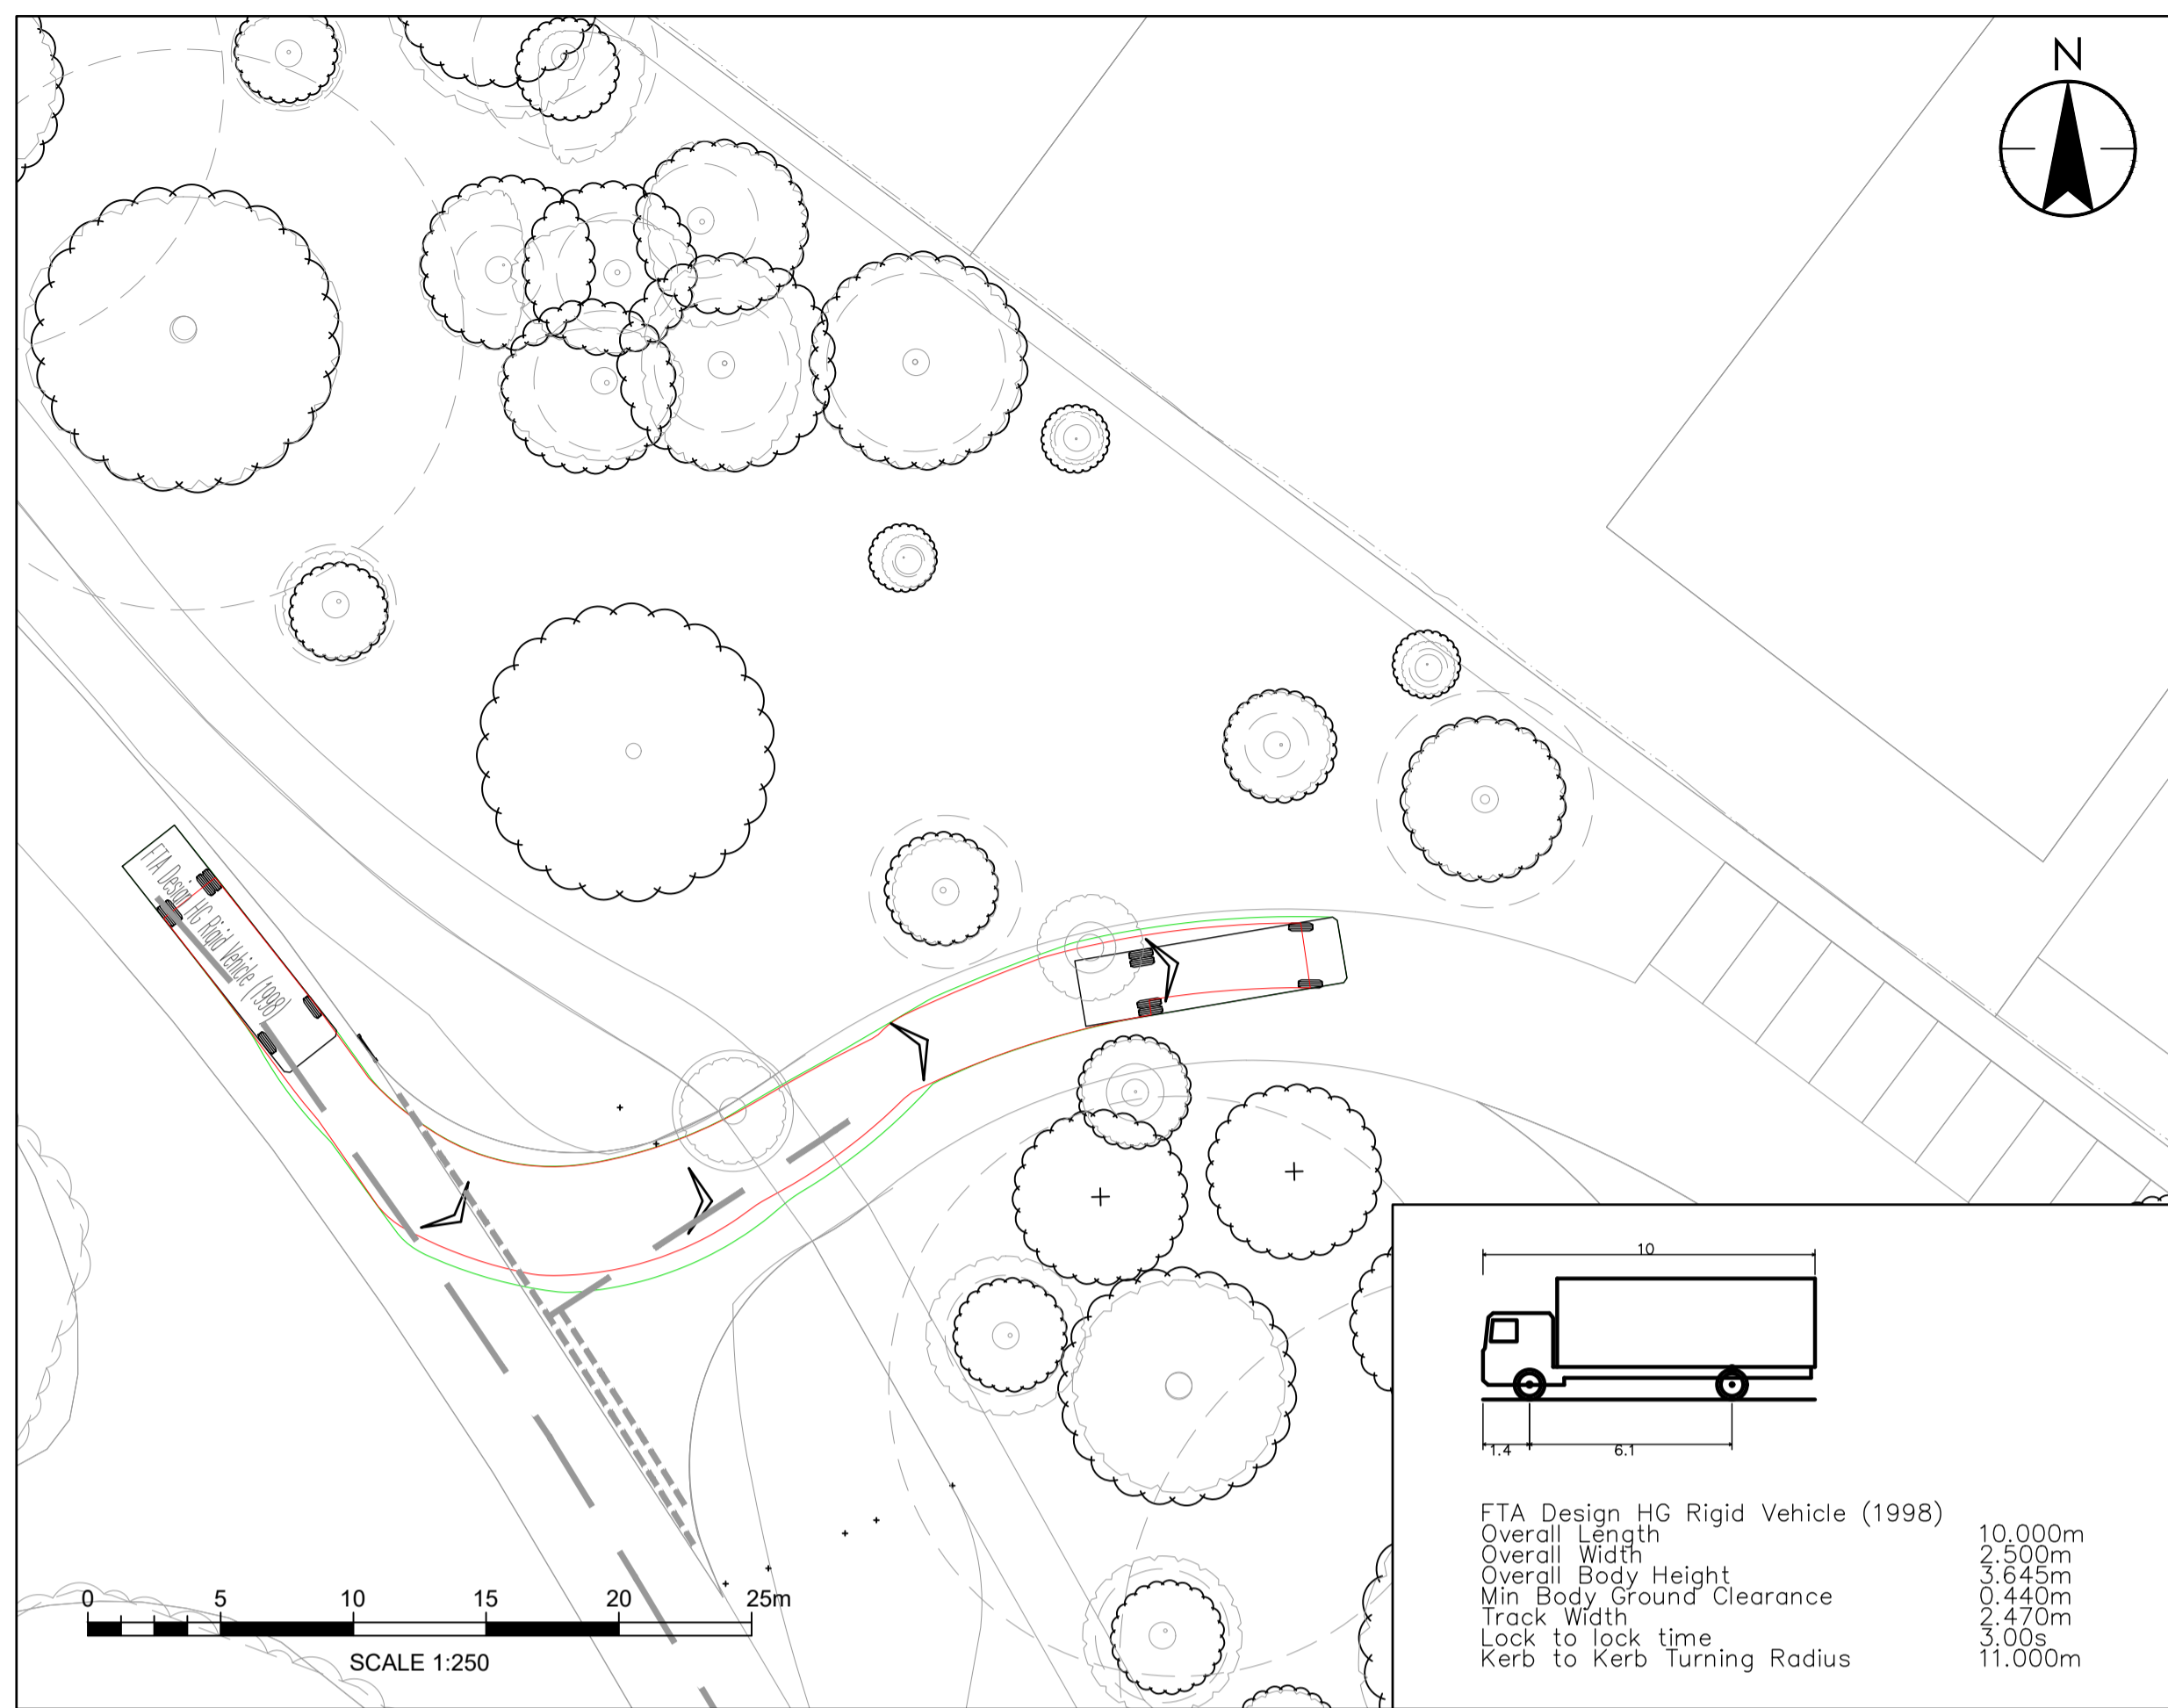 N
FTA Design HG Rigid Vehicle (1998)
10
1.4
6.1
FTA Design HG Rigid Vehicle (1998)
Overall Length 10.000m
Overall Width 2.500m
Overall Body Height 3.645m
Min Body Ground Clearance 0.440m
Track Width 2.470m
Lock to lock time 3.00s
Kerb to Kerb Turning Radius 11.000m
0 5 10 15 20 25m
SCALE 1:250